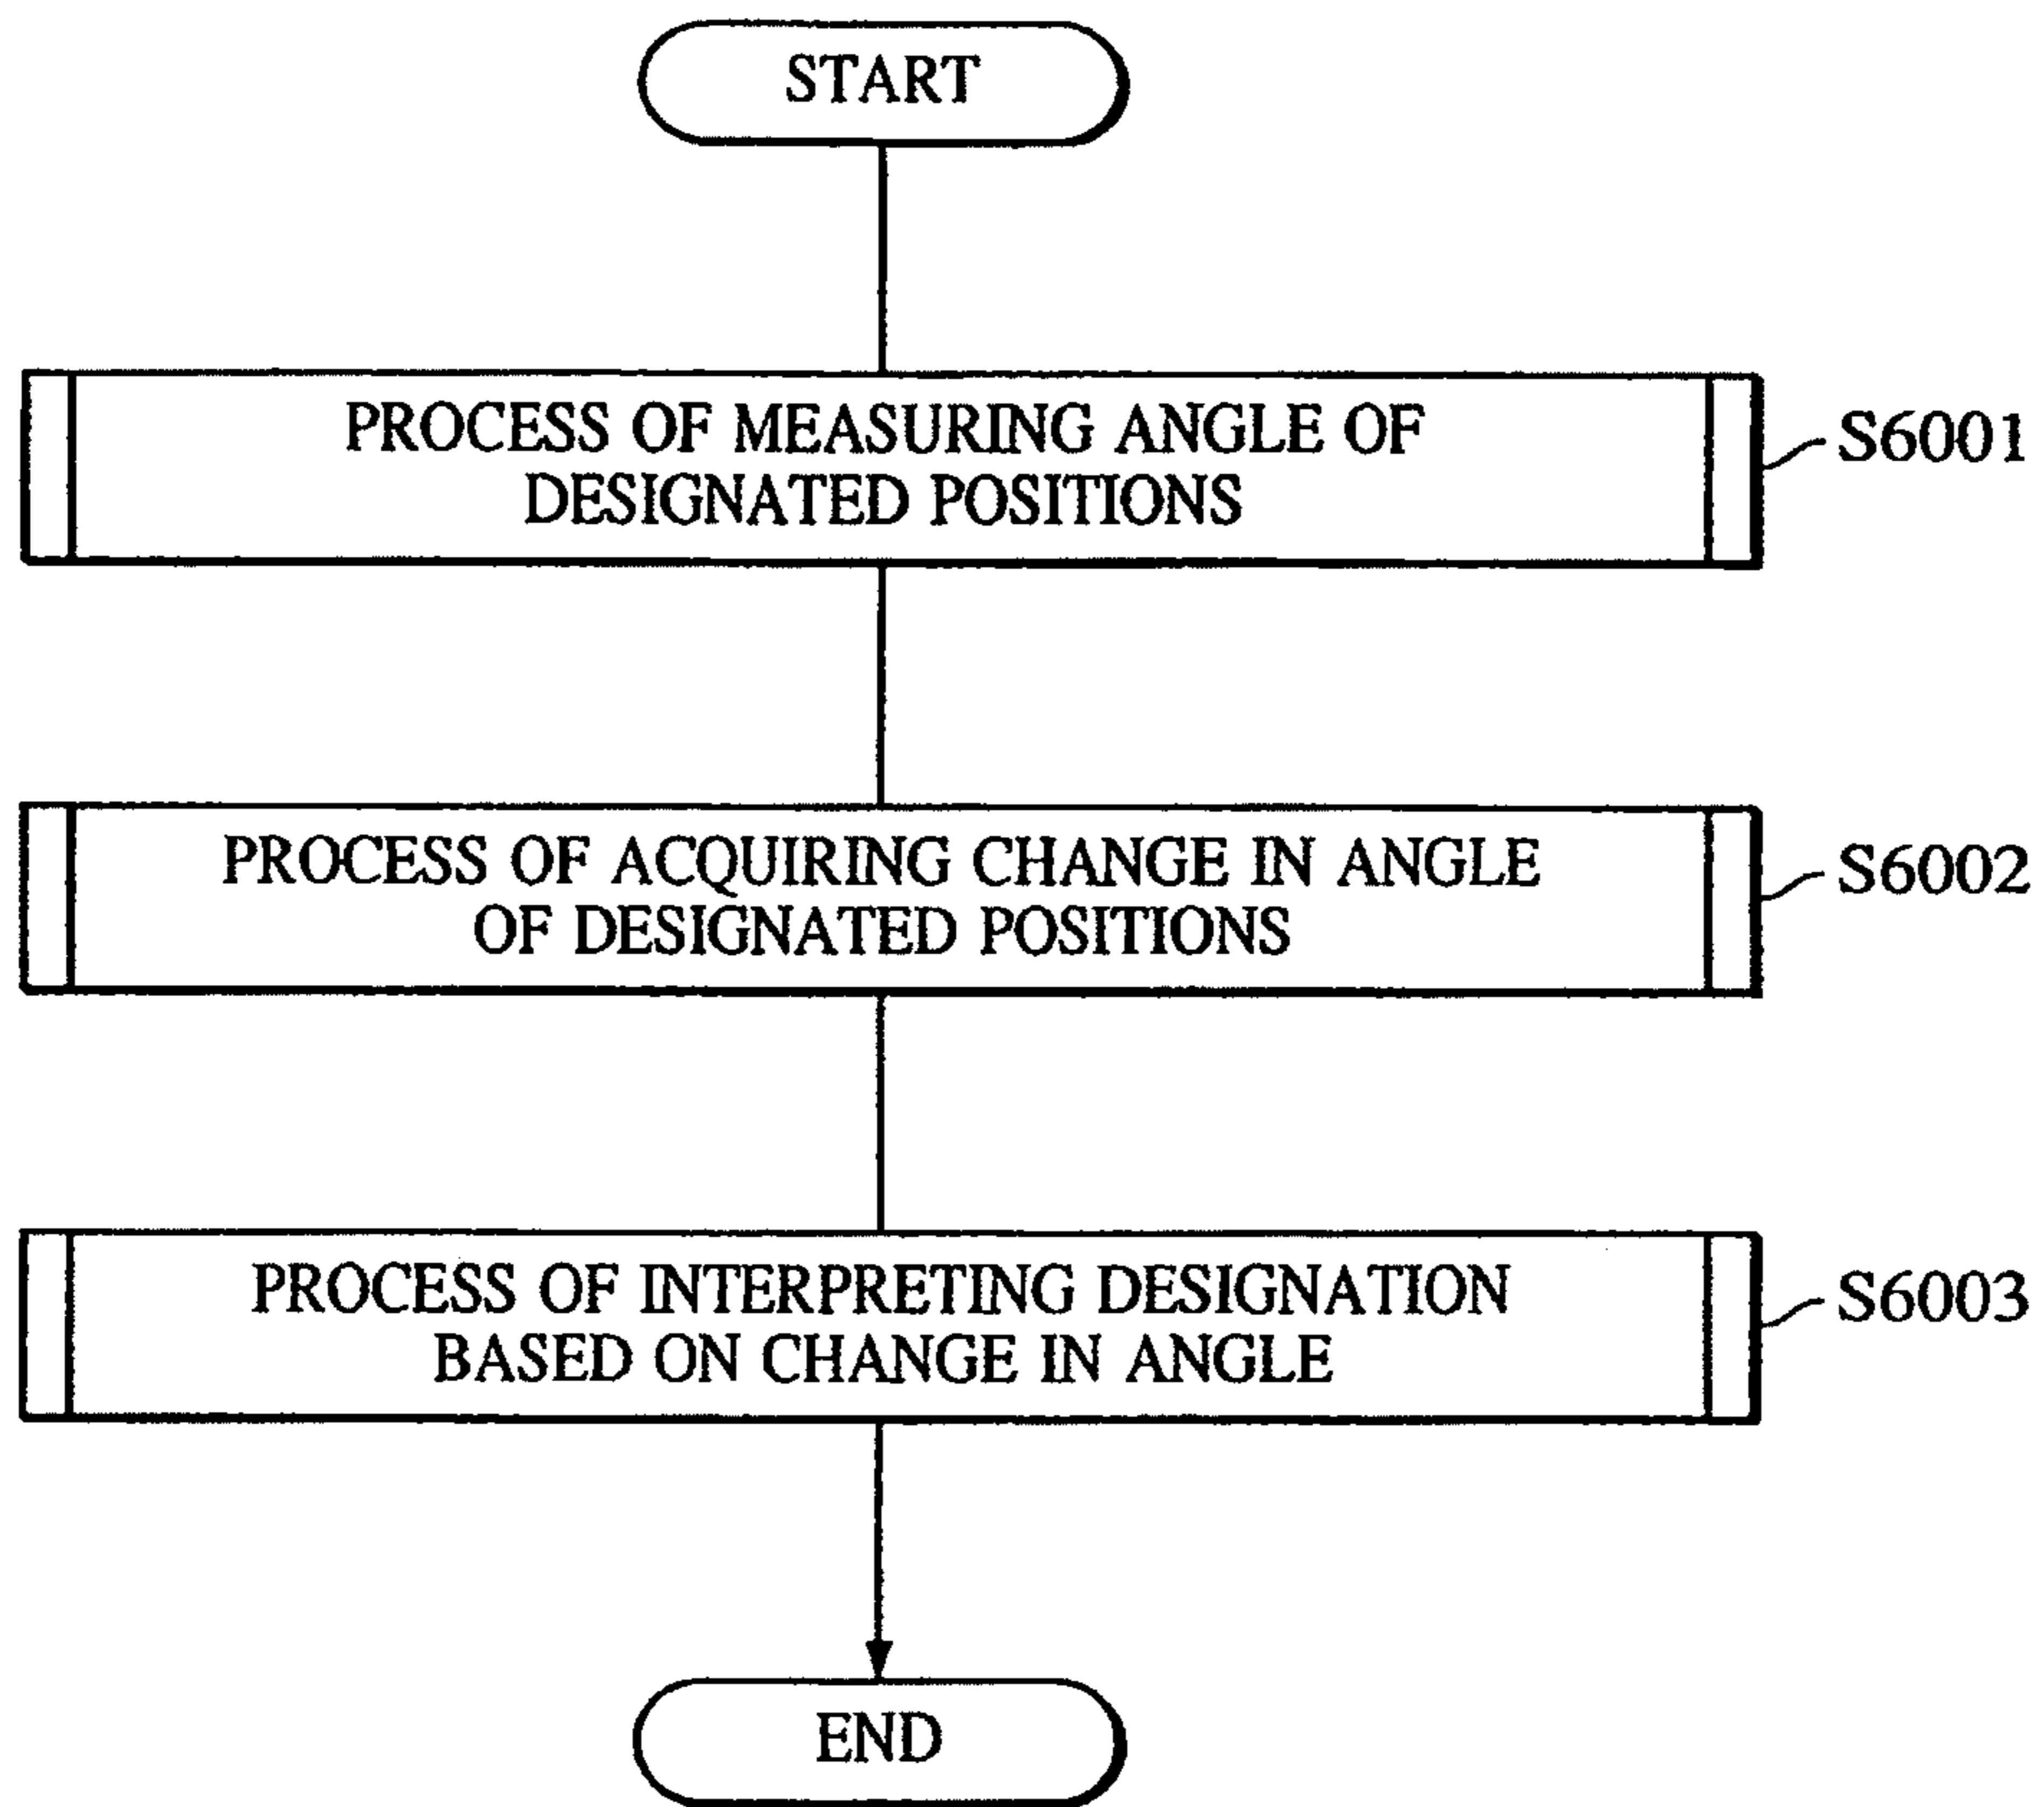 START
PROCESS OF MEASURING ANGLE OF
DESIGNATED POSITIONS
S6001
PROCESS OF ACQUIRING CHANGE IN ANGLE
OF DESIGNATED POSITIONS
S6002
PROCESS OF INTERPRETING DESIGNATION
BASED ON CHANGE IN ANGLE
S6003
END